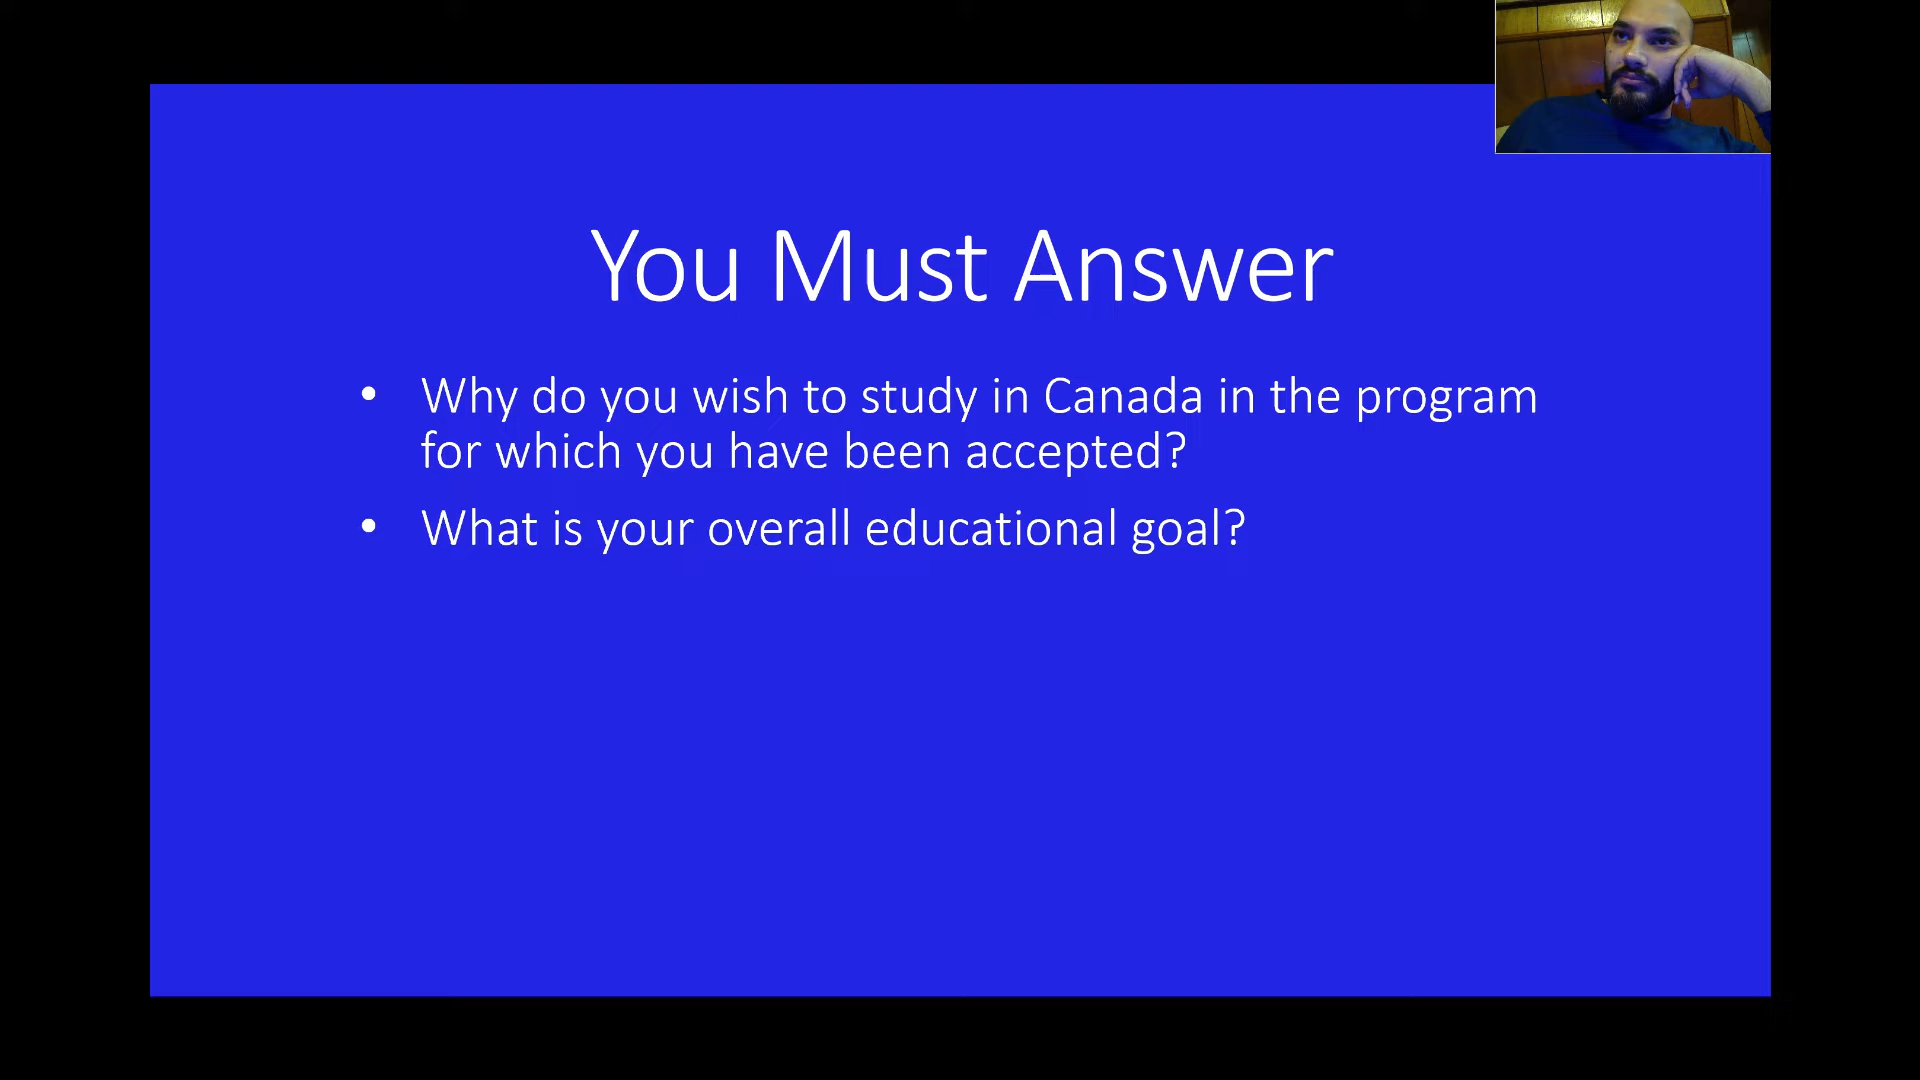 You Must Answer
• Why do you wish to study in Canada in the program
for which you have been accepted?
• What is your overall educational goal?